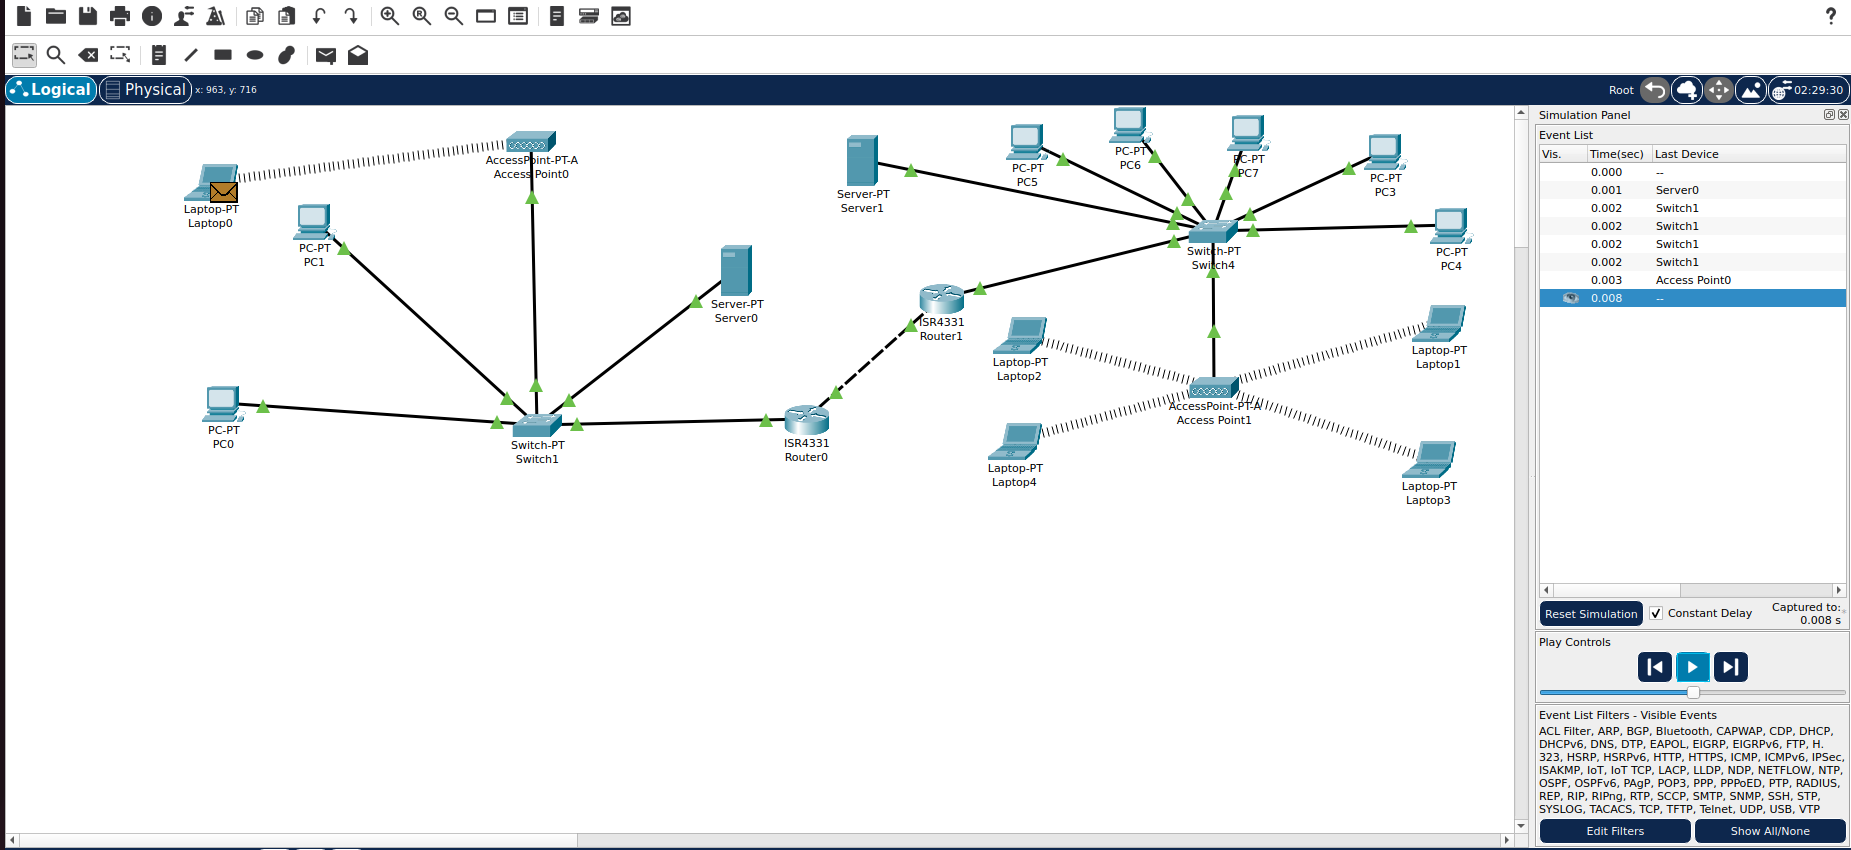 ?
Logical
Physical
x: 963, y: 716
Root
02:29:30
AccessPoint-PT-A
Access Point0
Laptop-PT
Laptop0
PC-PT
PC1
Server-PT
Server0
PC-PT
PC0
Switch-PT
Switch1
ISR4331
Router0
Server-PT
Server1
PC-PT
PC5
PC-PT
PC6
PC-PT
PC7
PC-PT
PC3
Switch-PT
Switch4
PC-PT
PC4
ISR4331
Router1
Laptop-PT
Laptop2
Laptop-PT
Laptop1
AccessPoint-PT-A
Access Point1
Laptop-PT
Laptop4
Laptop-PT
Laptop3
Simulation Panel
Event List
Vis. Time(sec) Last Device
0.000 --
0.001 Server0
0.002 Switch1
0.002 Switch1
0.002 Switch1
0.002 Switch1
0.003 Access Point0
0.008 --
Reset Simulation
Constant Delay
Captured to:
0.008 s
Play Controls
Event List Filters - Visible Events
ACL Filter, ARP, BGP, Bluetooth, CAPWAP, CDP, DHCP,
DHCPv6, DNS, DTP, EAPOL, EIGRP, EIGRPv6, FTP, H.
323, HSRP, HSRPv6, HTTP, HTTPS, ICMP, ICMPv6, IPSec,
ISAKMP, IoT, IoT TCP, LACP, LLDP, NDP, NETFLOW, NTP,
OSPF, OSPFv6, PAgP, POP3, PPP, PPPoED, PTP, RADIUS,
REP, RIP, RIPng, RTP, SCCP, SMTP, SNMP, SSH, STP,
SYSLOG, TACACS, TCP, TFTP, Telnet, UDP, USB, VTP
Edit Filters
Show All/None